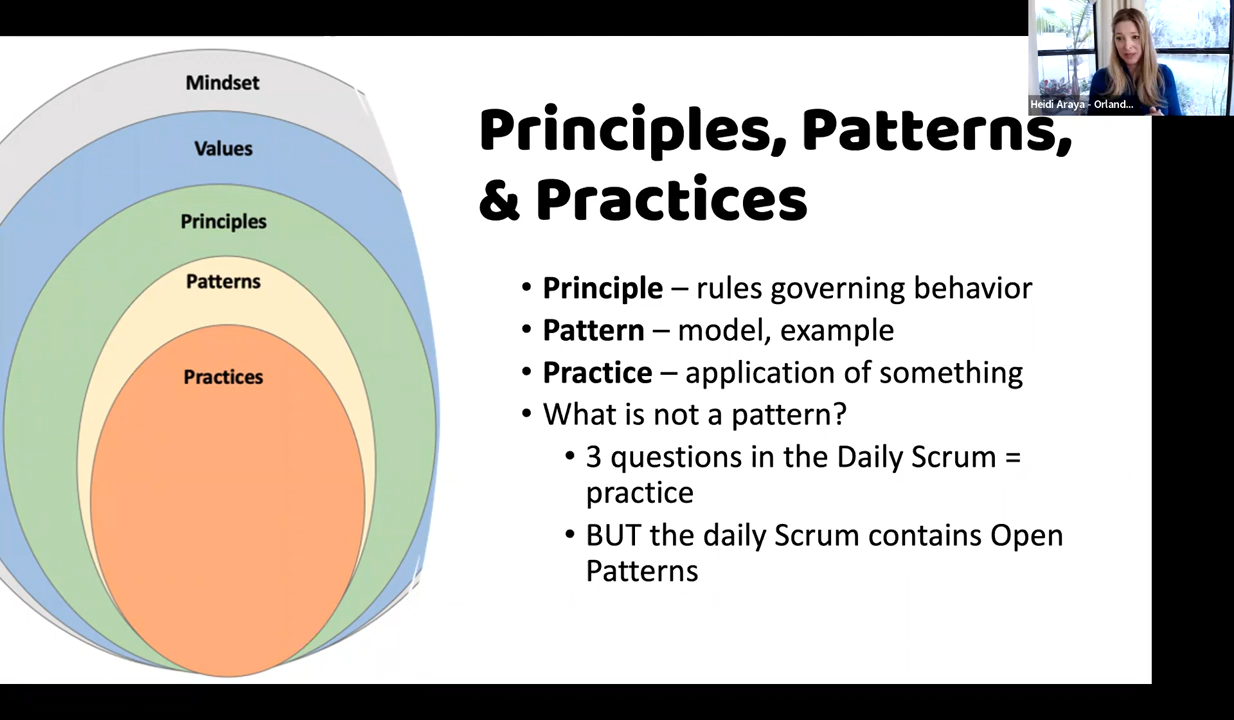 Mindset
Values
Principles
Patterns
Practices
Heidi Araya - Orland...
Principles, Patterns,
& Practices
• Principle – rules governing behavior
• Pattern – model, example
• Practice – application of something
• What is not a pattern?
• 3 questions in the Daily Scrum =
practice
• BUT the daily Scrum contains Open
Patterns